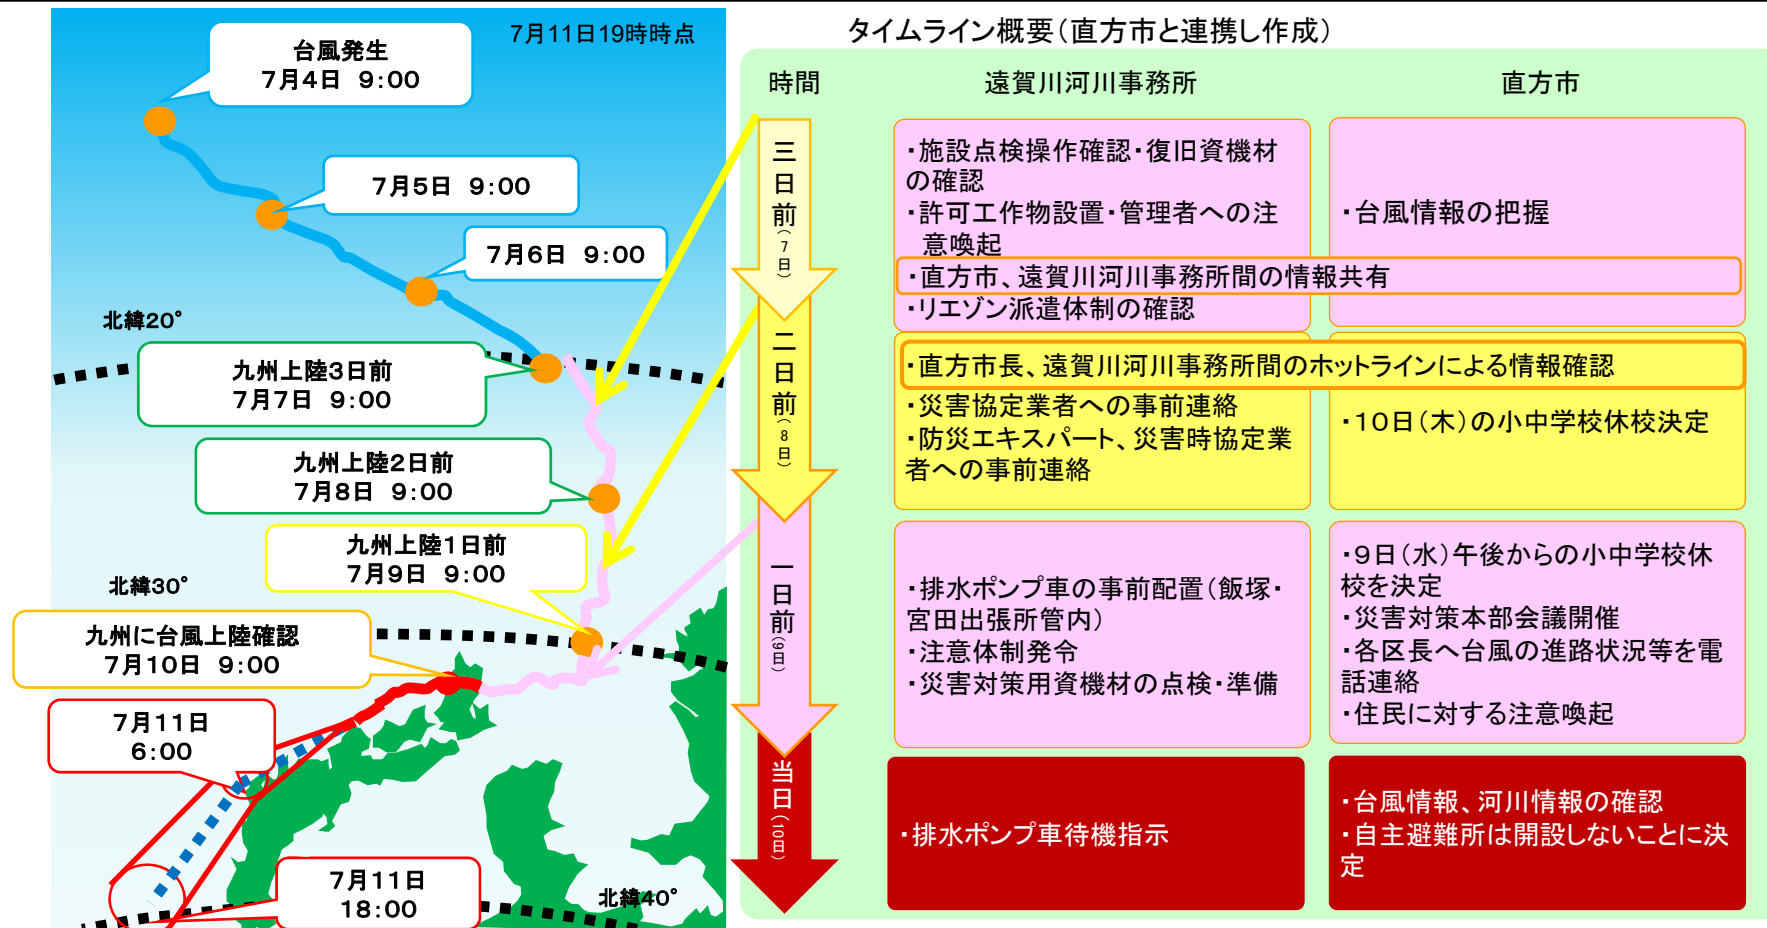 7月11日19時時点
台風発生
7月4日 9:00
7月5日 9:00
7月6日 9:00
北緯20°
九州上陸3日前
7月7日 9:00
九州上陸2日前
7月8日 9:00
九州上陸1日前
7月9日 9:00
北緯30°
九州に台風上陸確認
7月10日 9:00
7月11日
6:00
7月11日
18:00
北緯40°
タイムライン概要(直方市と連携し作成)
時間
遠賀川河川事務所
直方市
三日前(7日)
・施設点検操作確認・復旧資機材
の確認
・許可工作物設置・管理者への注
意喚起
・直方市、遠賀川河川事務所間の情報共有
・リエゾン派遣体制の確認
・台風情報の把握
二日前(8日)
・直方市長、遠賀川河川事務所間のホットラインによる情報確認
・災害協定業者への事前連絡
・防災エキスパート、災害時協定業
者への事前連絡
・10日(木)の小中学校休校決定
一日前(9日)
・排水ポンプ車の事前配置(飯塚・
宮田出張所管内)
・注意体制発令
・災害対策用資機材の点検・準備
・9日(水)午後からの小中学校休
校を決定
・災害対策本部会議開催
・各区長へ台風の進路状況等を電
話連絡
・住民に対する注意喚起
当日(10日)
・排水ポンプ車待機指示
・台風情報、河川情報の確認
・自主避難所は開設しないことに決
定